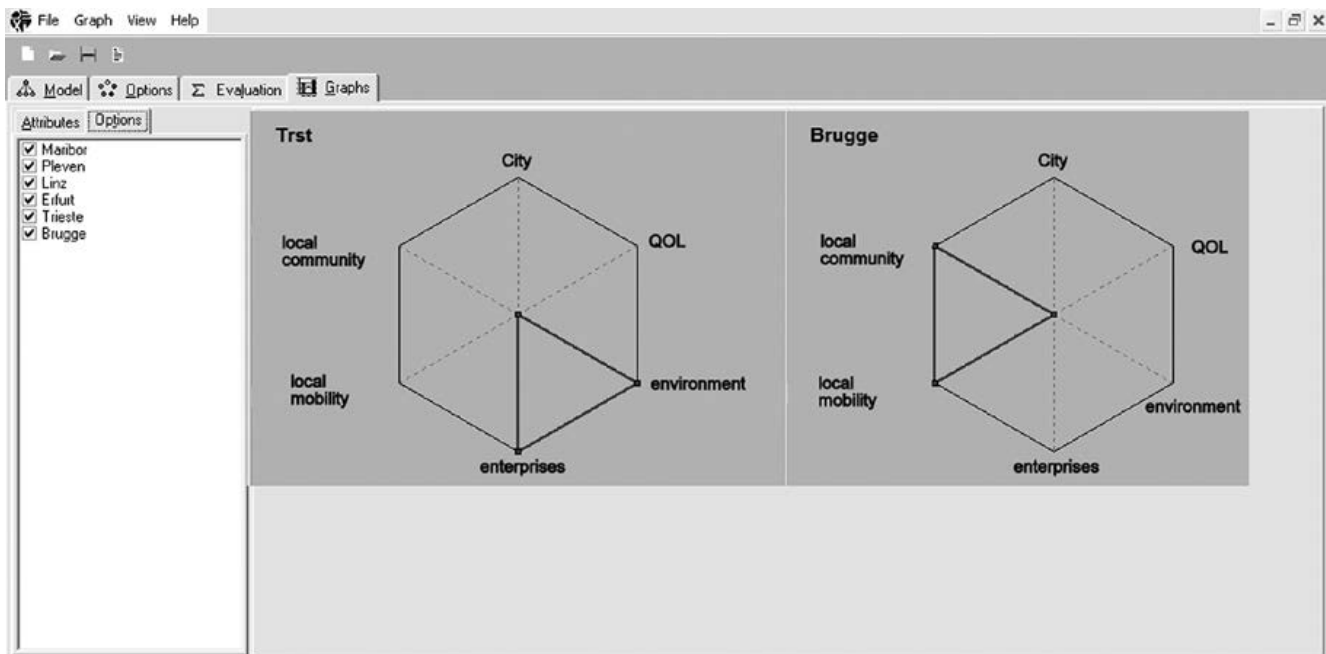 File Graph View Help
Model Options Σ Evaluation Graphs
Attributes Options
Maribor
Pleven
Linz
Erfurt
Trieste
Brugge
Trst
City
local
community
QOL
local
mobility
environment
enterprises
Brugge
City
local
community
QOL
local
mobility
environment
enterprises